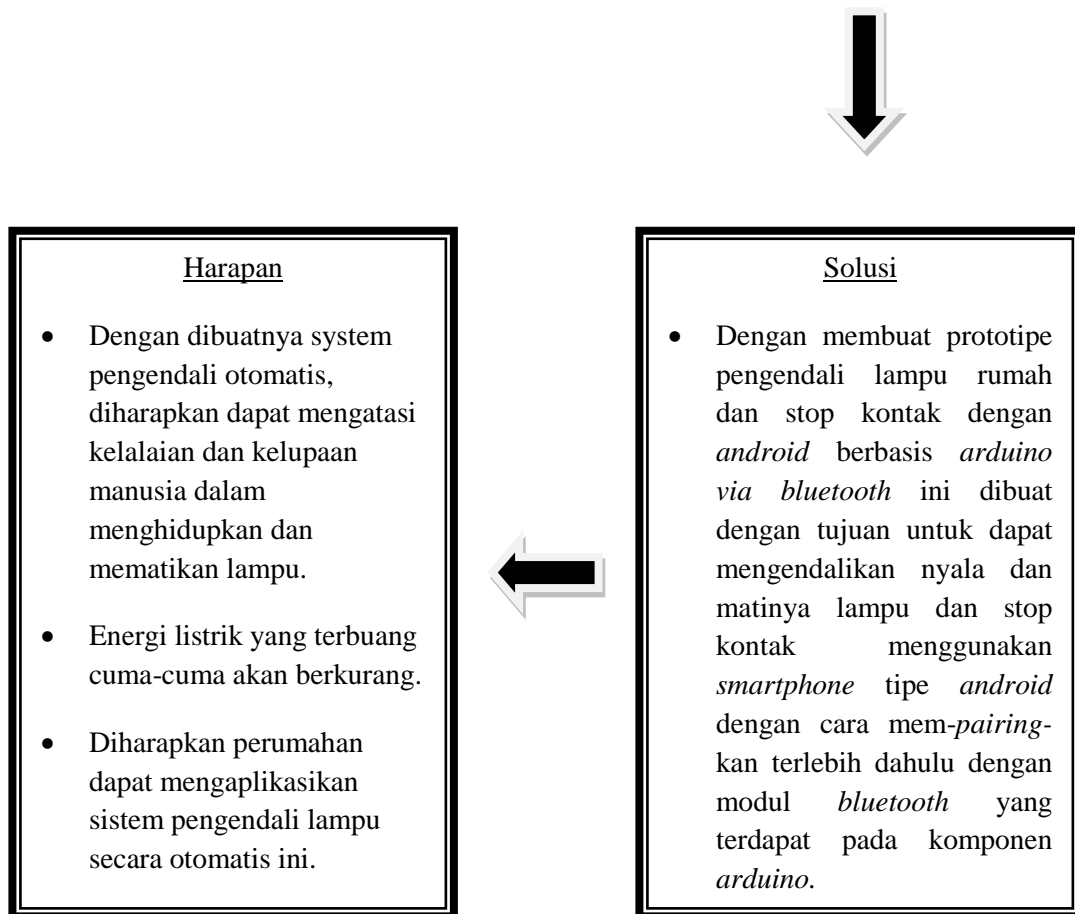 Harapan
• Dengan dibuatnya system
pengendali otomatis,
diharapkan dapat mengatasi
kelalaian dan kelupaan
manusia dalam
menghidupkan dan
mematikan lampu.
• Energi listrik yang terbuang
cuma-cuma akan berkurang.
• Diharapkan perumahan
dapat mengaplikasikan
sistem pengendali lampu
secara otomatis ini.
Solusi
• Dengan membuat prototipe
pengendali lampu rumah
dan stop kontak dengan
android berbasis arduino
via bluetooth ini dibuat
dengan tujuan untuk dapat
mengendalikan nyala dan
matinya lampu dan stop
kontak menggunakan
smartphone tipe android
dengan cara mem-pairing-
kan terlebih dahulu dengan
modul bluetooth yang
terdapat pada komponen
arduino.